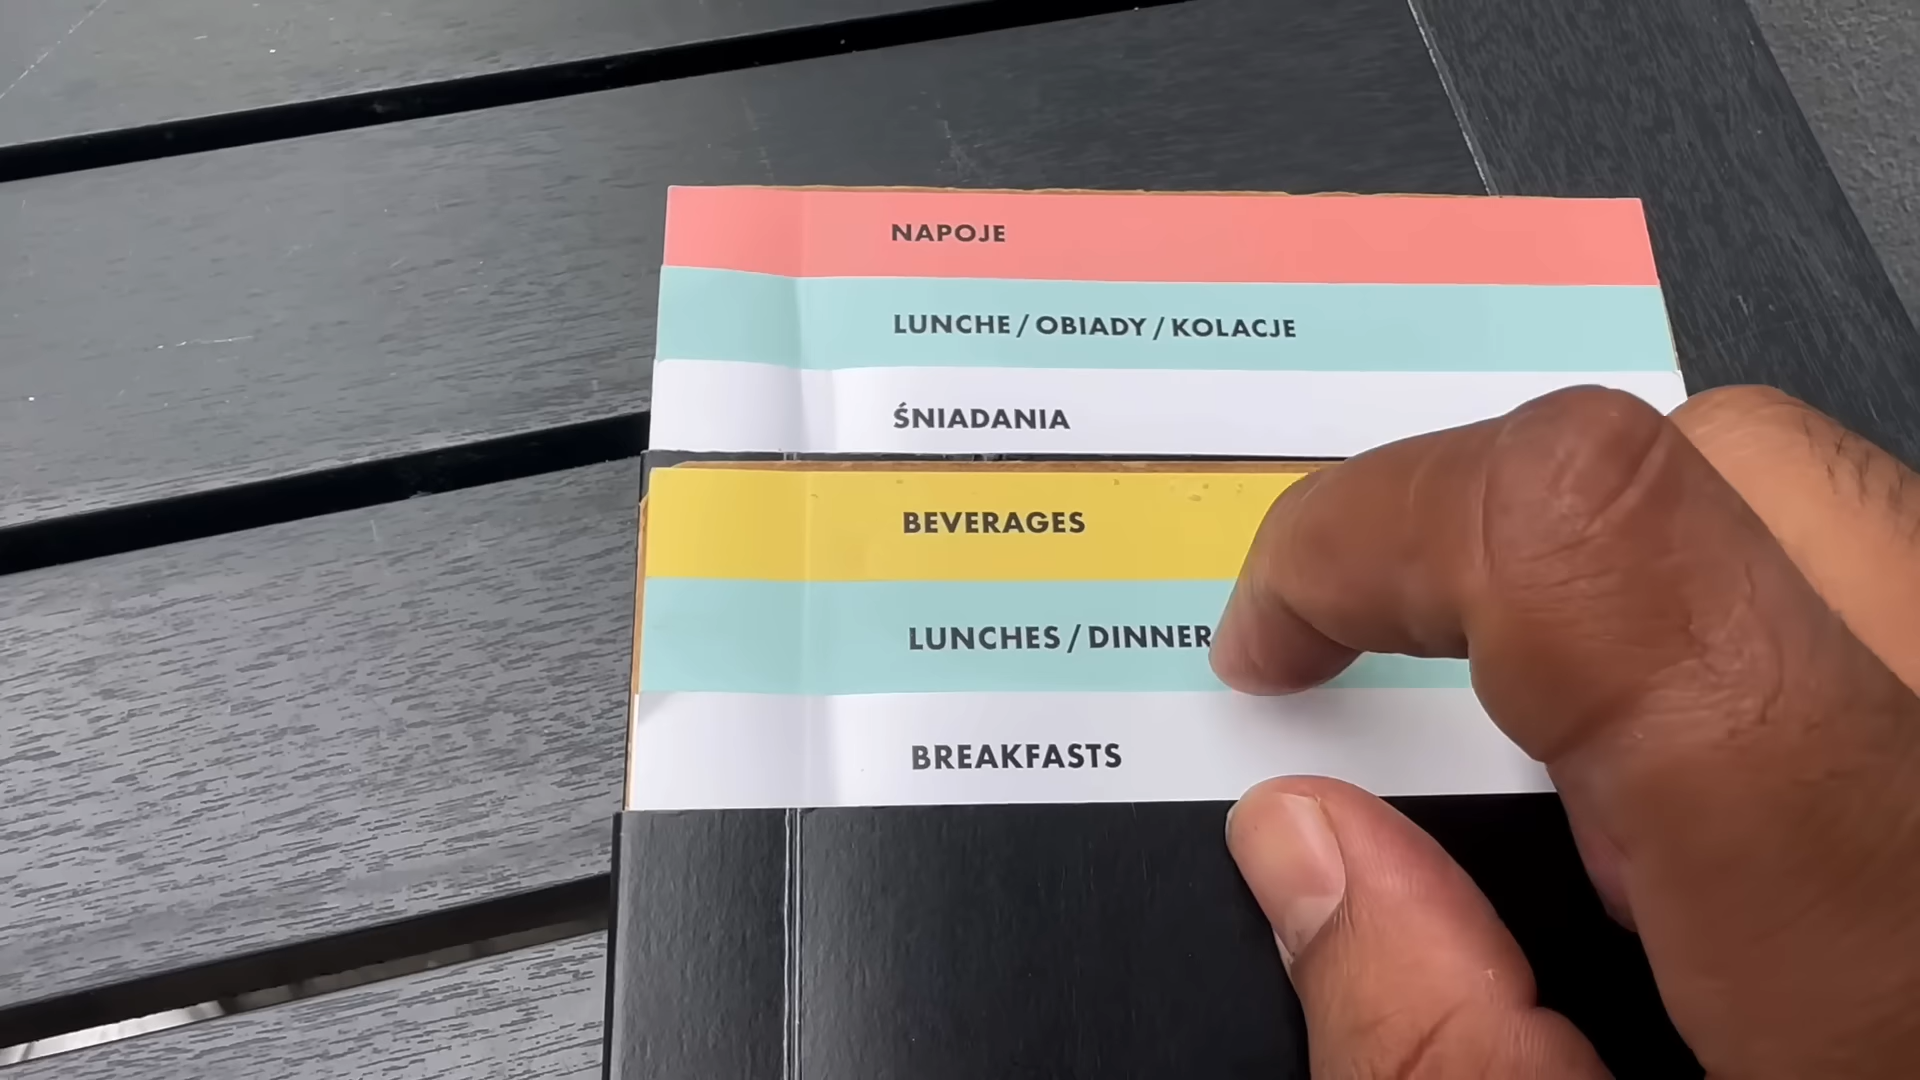 NAPOJE
LUNCHE / OBIADY / KOLACJE
ŚNIADANIA
BEVERAGES
LUNCHES / DINNER
BREAKFASTS